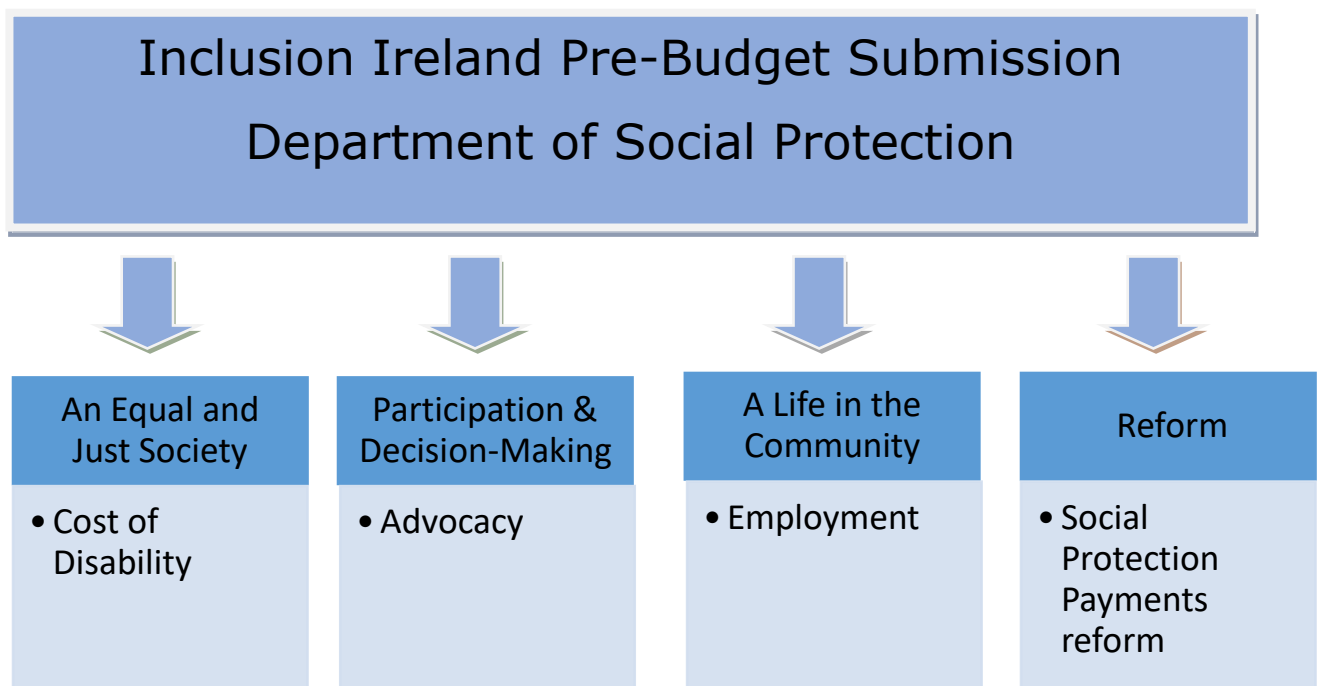 Inclusion Ireland Pre-Budget Submission
Department of Social Protection
An Equal and
Just Society
• Cost of
Disability
Participation &
Decision-Making
• Advocacy
A Life in the
Community
• Employment
Reform
• Social
Protection
Payments
reform